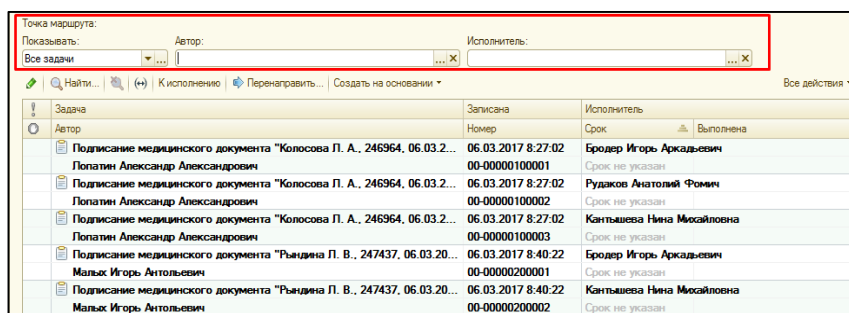 Точка маршрута:
Показывать: Автор: Исполнитель:
Все задачи
Найти... К исполнению Перенаправить... Создать на основании Все действия
Задача Записана Исполнитель
Автор Номер Срок Выполнена
Подписание медицинского документа "Колосова Л. А., 246964, 06.03.2... 06.03.2017 8:27:02 Бродер Игорь Аркадьевич
Лопатин Александр Александрович 00-00000100001 Срок не указан
Подписание медицинского документа "Колосова Л. А., 246964, 06.03.2... 06.03.2017 8:27:02 Рудаков Анатолий Фомич
Лопатин Александр Александрович 00-00000100002 Срок не указан
Подписание медицинского документа "Колосова Л. А., 246964, 06.03.2... 06.03.2017 8:27:02 Кантышева Нина Михайловна
Лопатин Александр Александрович 00-00000100003 Срок не указан
Подписание медицинского документа "Рындина Л. В., 247437, 06.03.20... 06.03.2017 8:40:22 Бродер Игорь Аркадьевич
Малых Игорь Антольевич 00-00000200001 Срок не указан
Подписание медицинского документа "Рындина Л. В., 247437, 06.03.20... 06.03.2017 8:40:22 Кантышева Нина Михайловна
Малых Игорь Антольевич 00-00000200002 Срок не указан